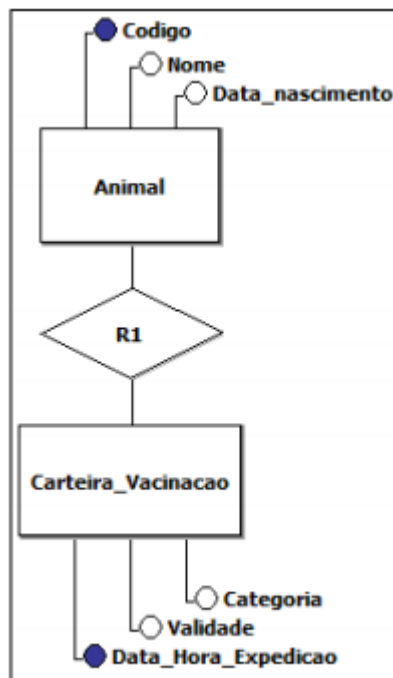 Codigo
Nome
Data_nascimento
Animal
R1
Carteira_Vacinacao
Categoria
Validade
Data_Hora_Expedicao